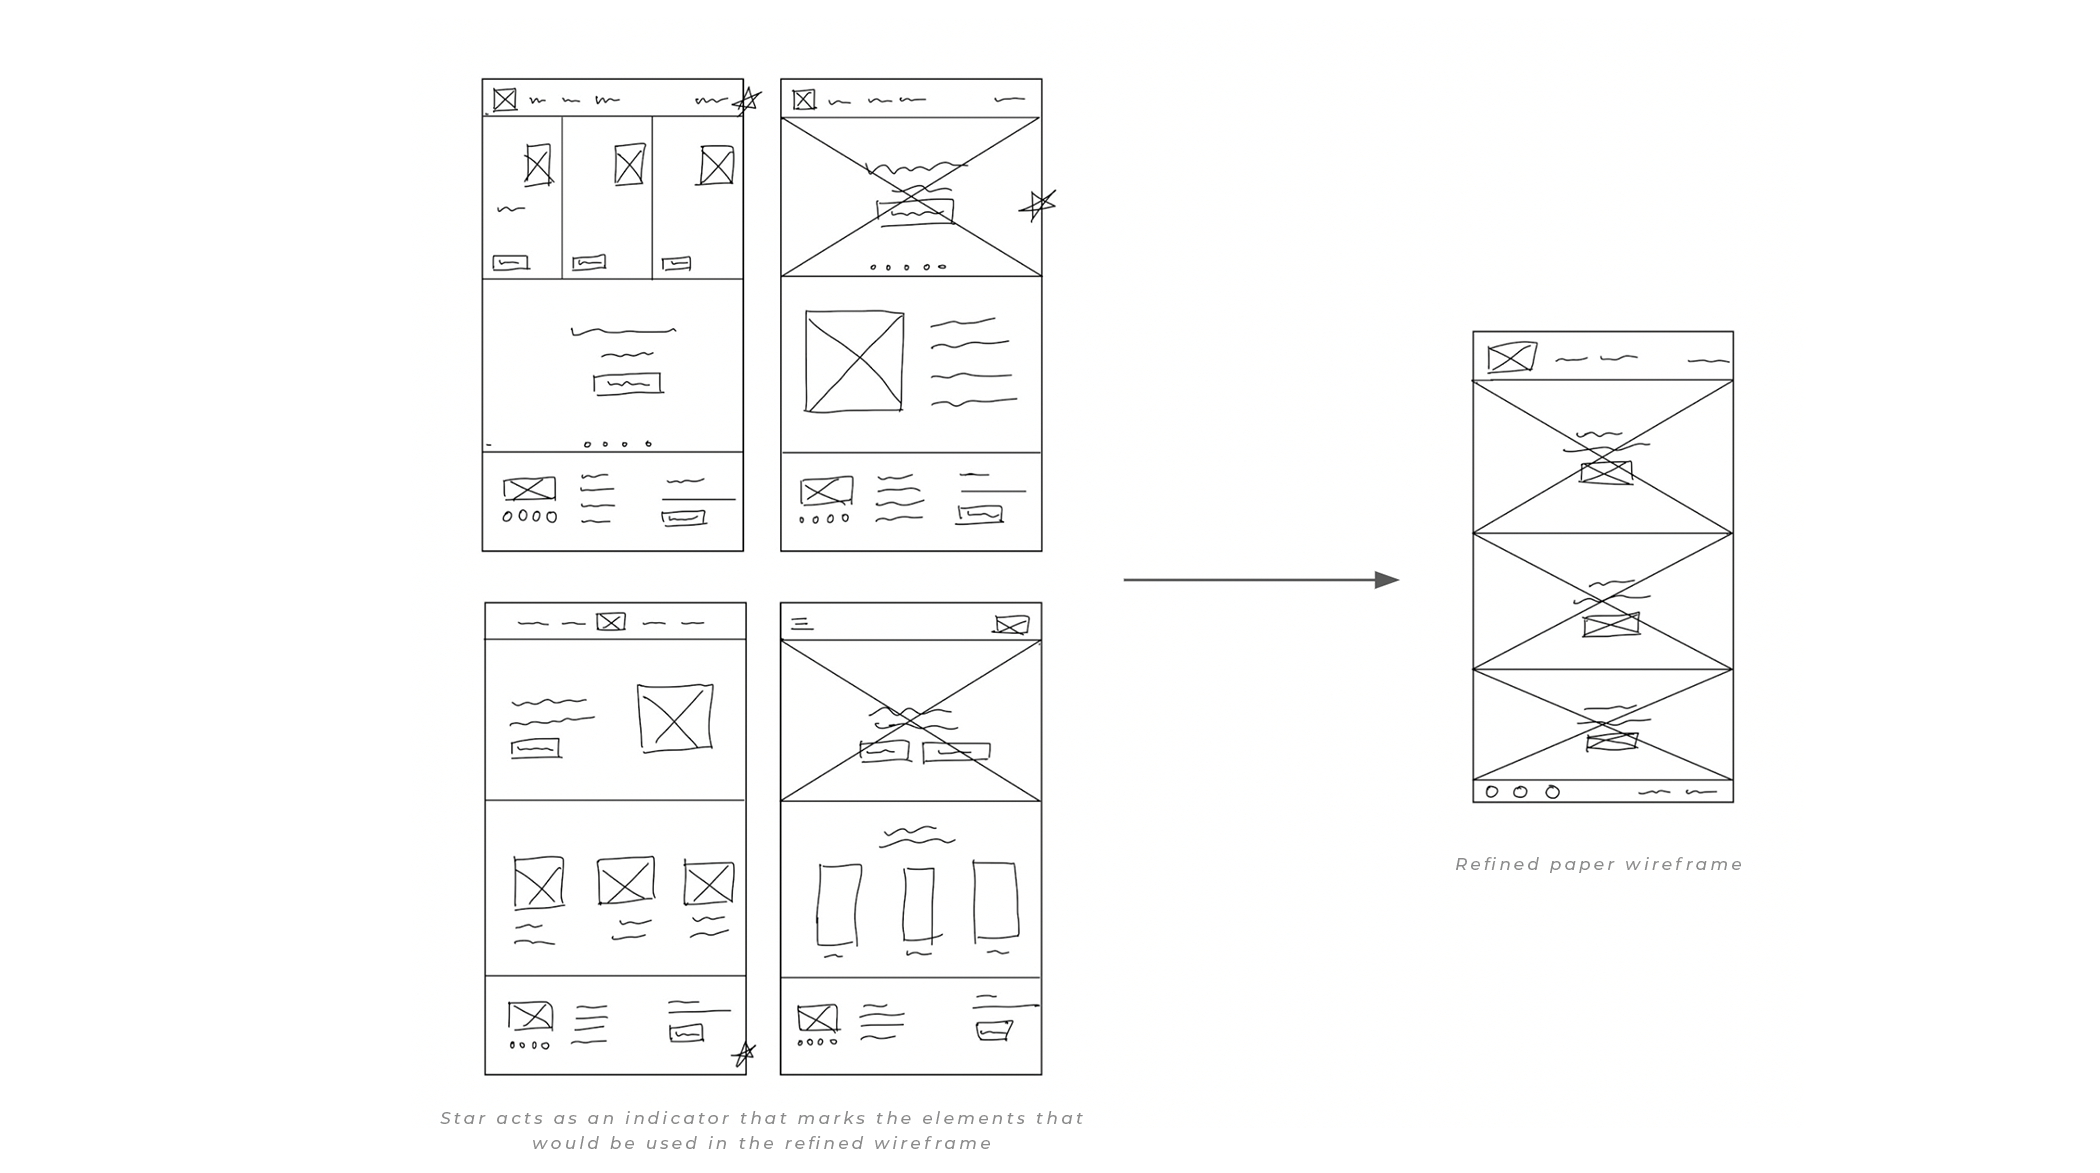 Refined paper wireframe
Star acts as an indicator that marks the elements that
would be used in the refined wireframe